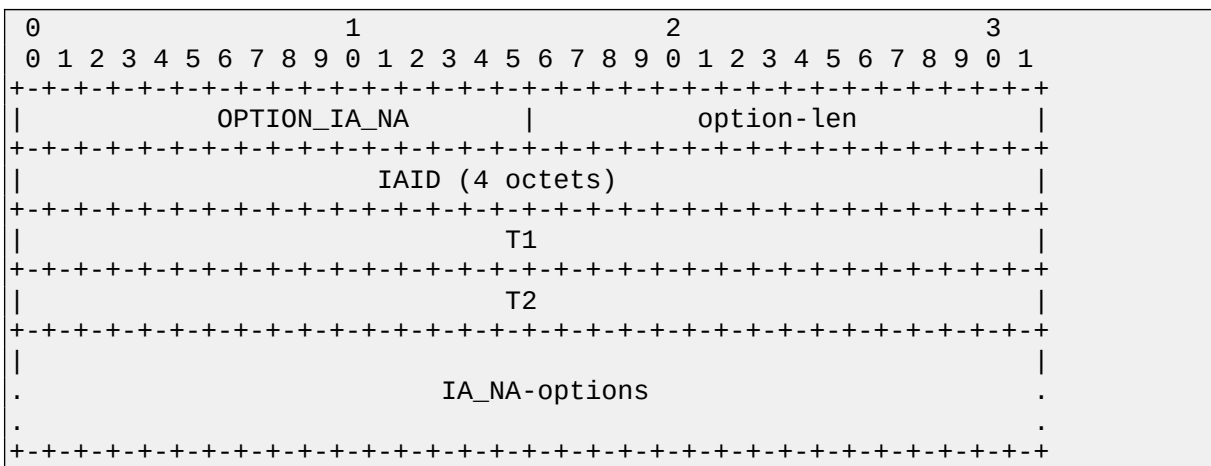 0                   1                   2                   3
 0 1 2 3 4 5 6 7 8 9 0 1 2 3 4 5 6 7 8 9 0 1 2 3 4 5 6 7 8 9 0 1
+-+-+-+-+-+-+-+-+-+-+-+-+-+-+-+-+-+-+-+-+-+-+-+-+-+-+-+-+-+-+-+-+
|            OPTION_IA_NA       |          option-len           |
+-+-+-+-+-+-+-+-+-+-+-+-+-+-+-+-+-+-+-+-+-+-+-+-+-+-+-+-+-+-+-+-+
|                      IAID (4 octets)                          |
+-+-+-+-+-+-+-+-+-+-+-+-+-+-+-+-+-+-+-+-+-+-+-+-+-+-+-+-+-+-+-+-+
|                              T1                               |
+-+-+-+-+-+-+-+-+-+-+-+-+-+-+-+-+-+-+-+-+-+-+-+-+-+-+-+-+-+-+-+-+
|                              T2                               |
+-+-+-+-+-+-+-+-+-+-+-+-+-+-+-+-+-+-+-+-+-+-+-+-+-+-+-+-+-+-+-+-+
|                                                               |
.                          IA_NA-options                        .
.                                                               .
+-+-+-+-+-+-+-+-+-+-+-+-+-+-+-+-+-+-+-+-+-+-+-+-+-+-+-+-+-+-+-+-+